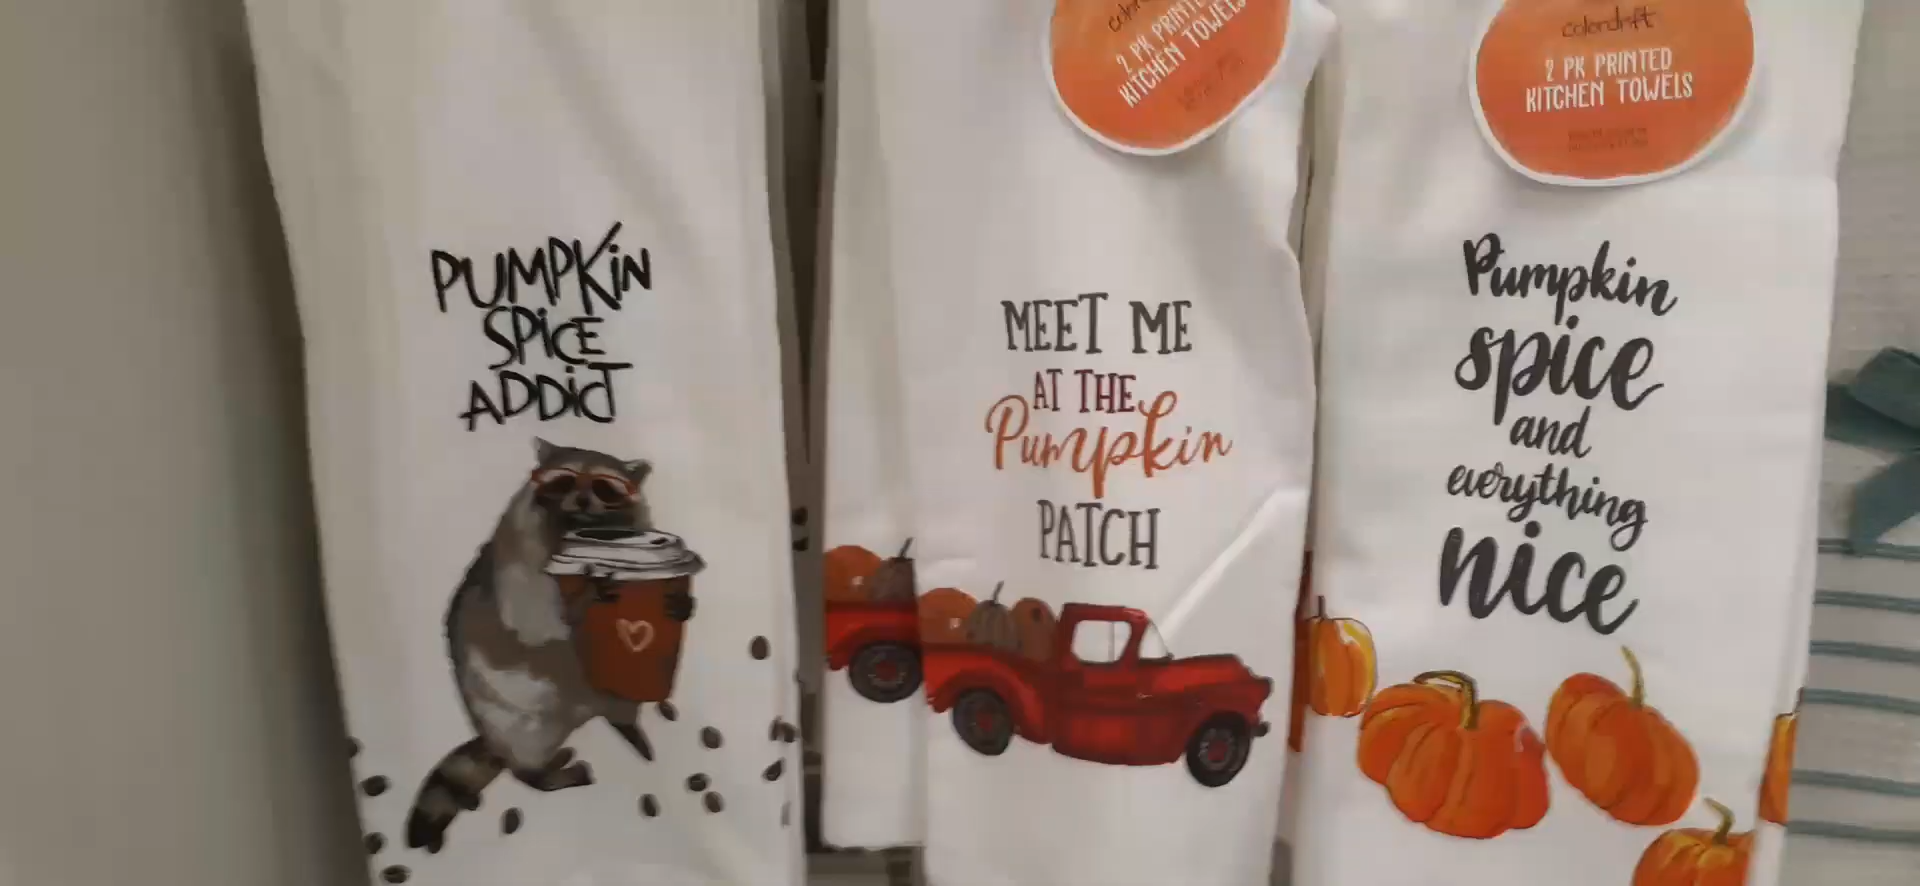 PUMPKIN
SPICE
ADDICT
2 PK PRINTED
KITCHEN TOWELS
MEET ME
AT THE
Pumpkin
PATCH
colordrift
2 PK PRINTED
KITCHEN TOWELS
Pumpkin
spice
and
everything
nice